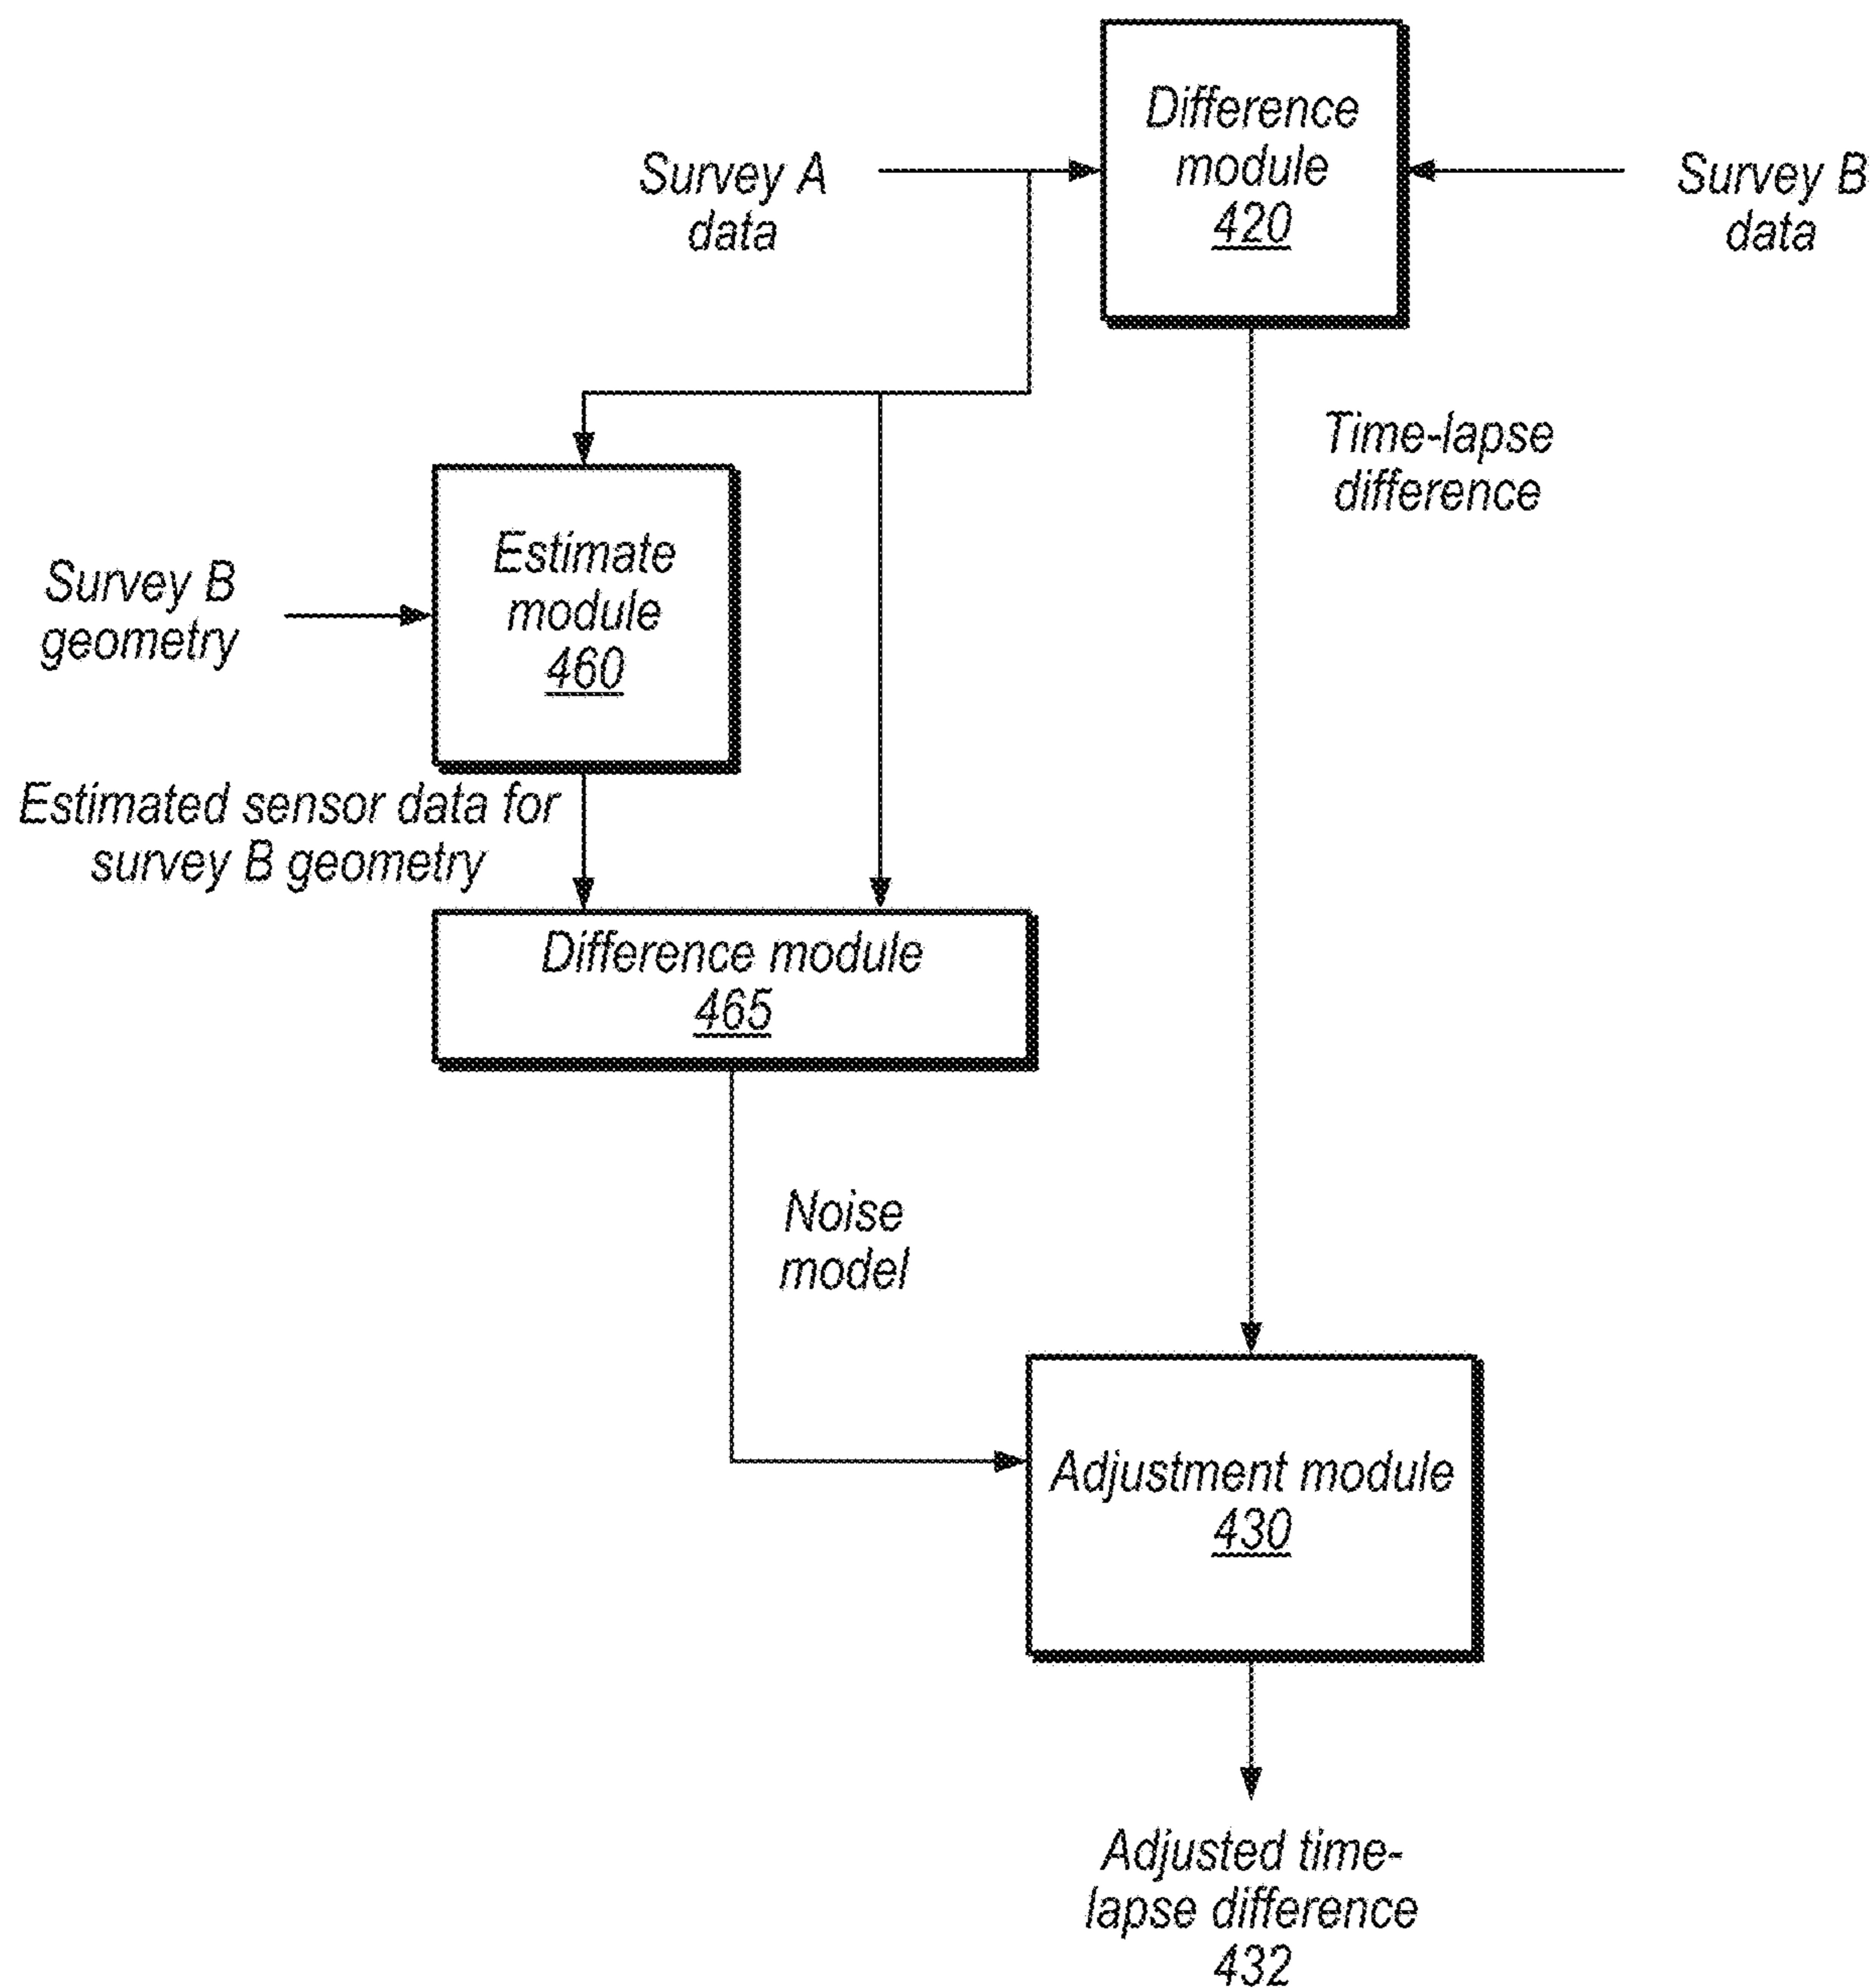 Difference
module
420
Survey A
data
Survey B
data
Time-lapse
difference
Estimate
module
460
Survey B
geometry
Estimated sensor data for
survey B geometry
Difference module
465
Noise
model
Adjustment module
430
Adjusted time-
lapse difference
432